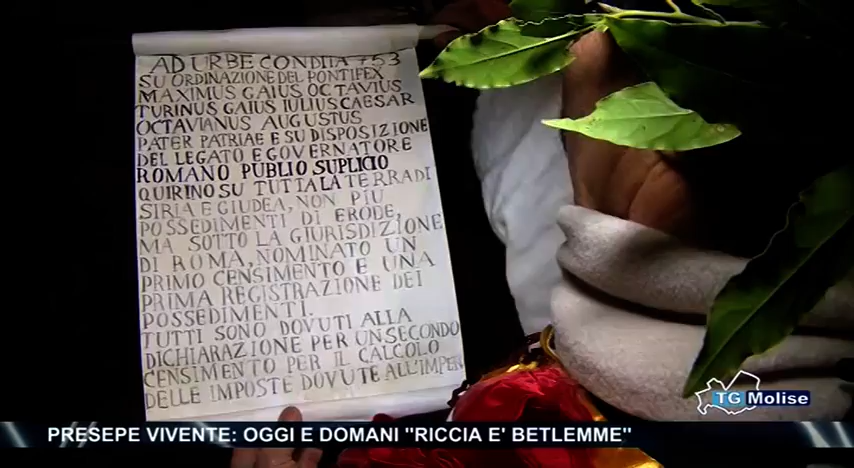 AD URBE CONDITA 753
SU ORDINAZIONE DEL PONTIFEX
MAXIMUS GAIUS OCTAVIUS
TURINUS GAIUS IULIUS CAESAR
OCTAVIANUS AUGUSTUS
PATER PATRIAE E SU DISPOSIZIONE
DEL LEGATO E GOVERNATORE
ROMANO PUBLIO SUPLICIO
QUIRINO SU TUTTA LA TERRA DI
SIRIA E GIUDEA, NON PIU
POSSEDIMENTI DI ERODE,
MA SOTTO LA GIURISDIZIONE
DI ROMA, NOMINATO UN
PRIMO CENSIMENTO E UNA
PRIMA REGISTRAZIONE DEI
POSSEDIMENTI.
TUTTI SONO DOVUTI ALLA
DICHIARAZIONE PER UN SECONDO
CENSIMENTO PER IL CALCOLO
DELLE IMPOSTE DOVUTE ALL'IMPER
TG Molise
PRESEPE VIVENTE: OGGI E DOMANI "RICCIA E' BETLEMME"